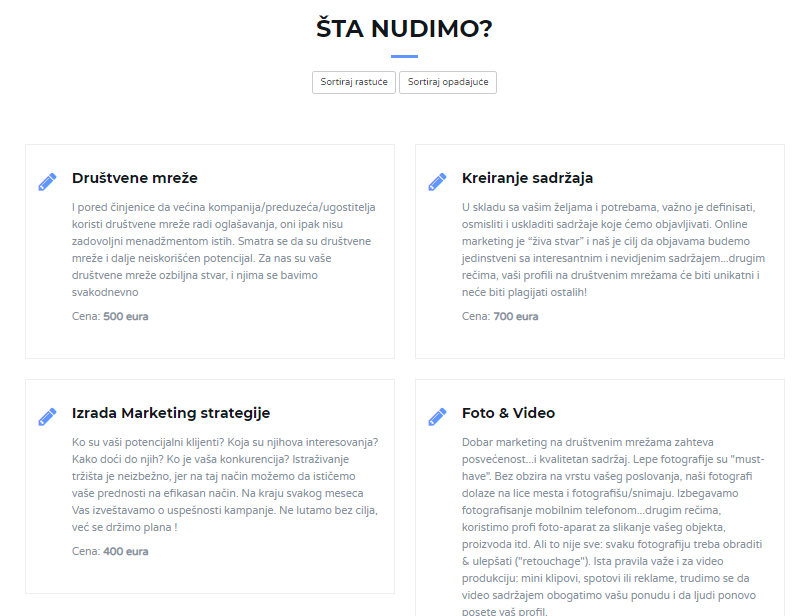 ŠTA NUDIMO?
Sortiraj rastuće
Sortiraj opadajuće
Društvene mreže
I pored činjenice da većina kompanija/preduzeća/ugostitelja
koristi društvene mreže radi oglašavanja, oni ipak nisu
zadovoljni menadžmentom istih. Smatra se da su društvene
mreže i dalje neiskorišćen potencijal. Za nas su vaše
društvene mreže ozbiljna stvar, i njima se bavimo
svakodnevno
Cena: 500 eura
Kreiranje sadržaja
U skladu sa vašim željama i potrebama, važno je definisati,
osmisliti i uskladiti sadržaje koje ćemo objavljivati. Online
marketing je “živa stvar” i naš je cilj da objavama budemo
jedinstveni sa interesantnim i nevidjenim sadržajem...drugim
rečima, vaši profili na društvenim mrežama će biti unikatni i
neće biti plagijati ostalih!
Cena: 700 eura
Izrada Marketing strategije
Ko su vaši potencijalni klijenti? Koja su njihova interesovanja?
Kako doći do njih? Ko je vaša konkurencija? Istraživanje
tržišta je neizbežno, jer na taj način možemo da ističemo
vaše prednosti na efikasan način. Na kraju svakog meseca
Vas izveštavamo o uspešnosti kampanje. Ne lutamo bez cilja,
već se držimo plana !
Cena: 400 eura
Foto & Video
Dobar marketing na društvenim mrežama zahteva
posvećenost...i kvalitetan sadržaj. Lepe fotografije su "must-
have". Bez obzira na vrstu vašeg poslovanja, naši fotografi
dolaze na lice mesta i fotografišu/snimaju. Izbegavamo
fotografisanje mobilnim telefonom...drugim rečima,
koristimo profi foto-aparat za slikanje vašeg objekta,
proizvoda itd. Ali to nije sve: svaku fotografiju treba obraditi
& ulepšati ("retouchage"). Ista pravila važe i za video
produkciju: mini klipovi, spotovi ili reklame, trudimo se da
video sadržajem obogatimo vašu ponudu i da ljudi ponovo
posete vaš profil.